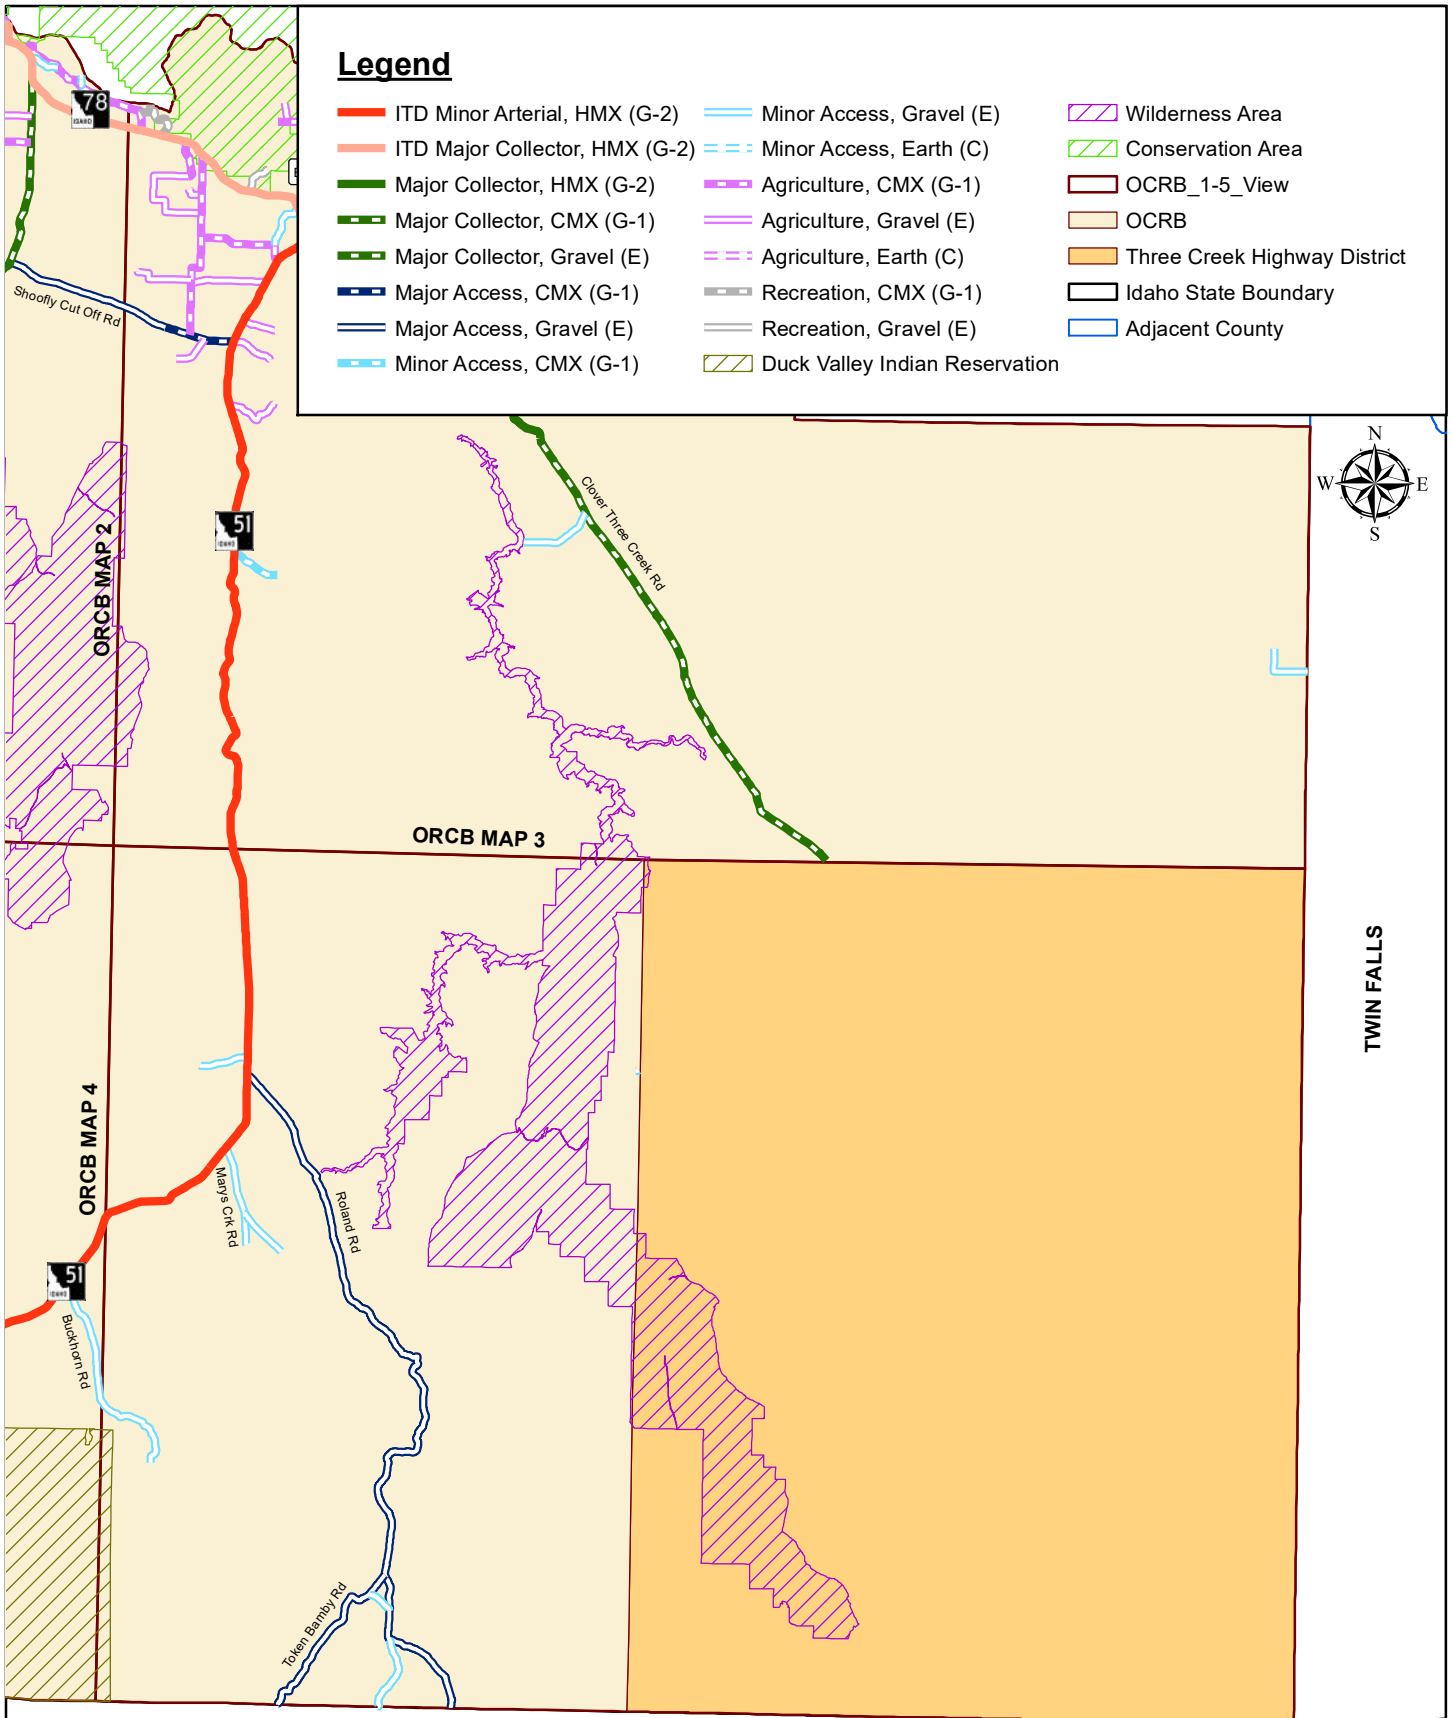 Legend
ITD Minor Arterial, HMX (G-2)
ITD Major Collector, HMX (G-2)
Major Collector, HMX (G-2)
Major Collector, CMX (G-1)
Major Collector, Gravel (E)
Major Access, CMX (G-1)
Major Access, Gravel (E)
Minor Access, CMX (G-1)
Minor Access, Gravel (E)
Minor Access, Earth (C)
Agriculture, CMX (G-1)
Agriculture, Gravel (E)
Agriculture, Earth (C)
Recreation, CMX (G-1)
Recreation, Gravel (E)
Duck Valley Indian Reservation
Wilderness Area
Conservation Area
OCRB_1-5_View
OCRB
Three Creek Highway District
Idaho State Boundary
Adjacent County
78
IDAHO
Shoofly Cut Off Rd
N
W
E
S
Clover Three Creek Rd
51
IDAHO
ORCB MAP 2
ORCB MAP 3
TWIN FALLS
ORCB MAP 4
Marys Crk Rd
Roland Rd
51
IDAHO
Buckhorn Rd
Token Bamby Rd